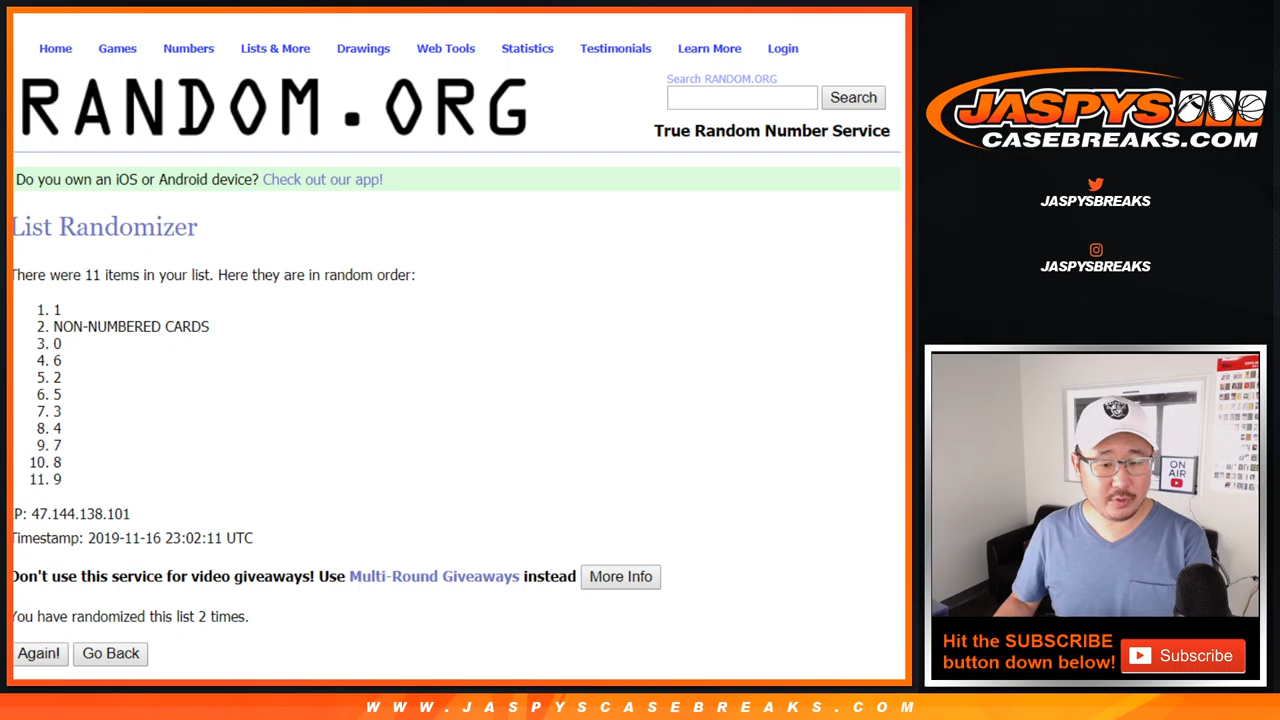 Home Games Numbers Lists & More Drawings Web Tools Statistics Testimonials Learn More Login
RANDOM.ORG
Search RANDOM.ORG
Search
True Random Number Service
Do you own an iOS or Android device? Check out our app!
List Randomizer
There were 11 items in your list. Here they are in random order:
1. 1
2. NON-NUMBERED CARDS
3. 0
4. 6
5. 2
6. 5
7. 3
8. 4
9. 7
10. 8
11. 9
IP: 47.144.138.101
Timestamp: 2019-11-16 23:02:11 UTC
Don't use this service for video giveaways! Use Multi-Round Giveaways instead More Info
You have randomized this list 2 times.
Again! Go Back
JASPYS
CASEBREAKS.COM
JASPYSBREAKS
JASPYSBREAKS
ON
AIR
Hit the SUBSCRIBE
button down below!
Subscribe
WWW.JASPYSCASEBREAKS.COM